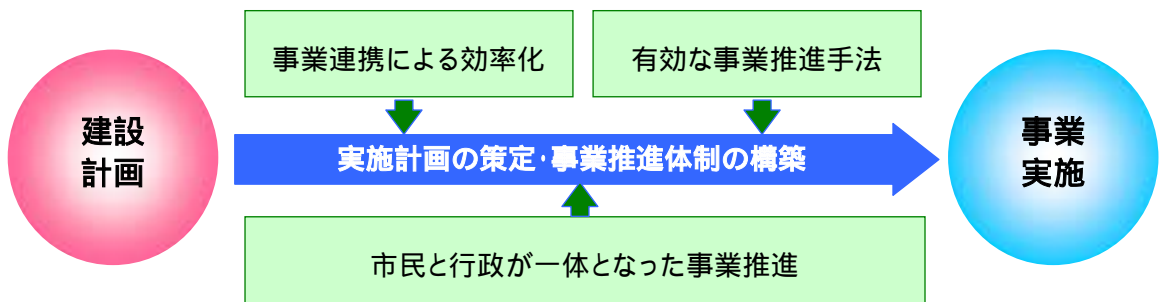 事業連携による効率化
有効な事業推進手法
建設
計画
実施計画の策定・事業推進体制の構築
事業
実施
市民と行政が一体となった事業推進